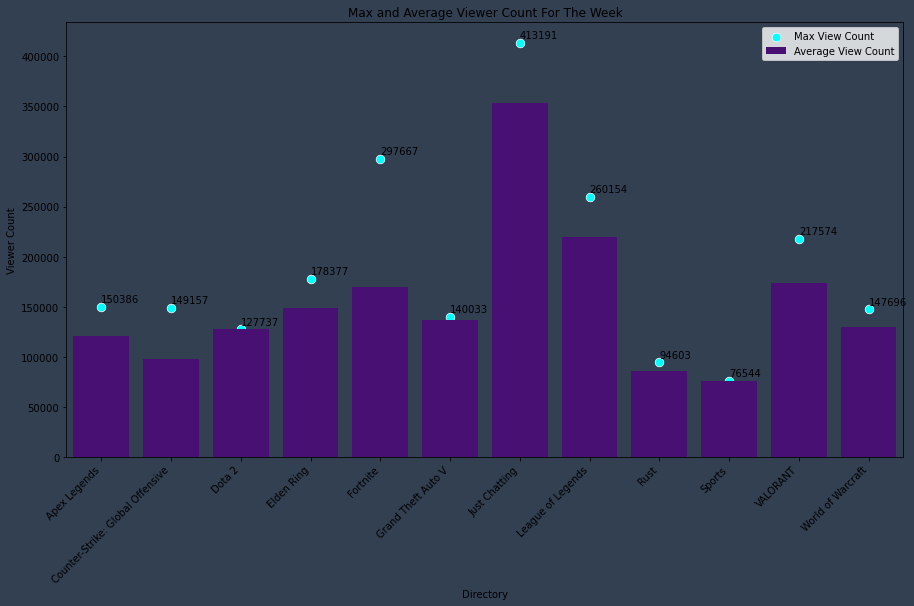 Max and Average Viewer Count For The Week
Max View Count
Average View Count
Viewer Count
400000
350000
300000
250000
200000
150000
100000
50000
0
150386
149157
127737
178377
297667
140033
413191
260154
94603
76544
217574
147696
Apex Legends
Counter-Strike: Global Offensive
Dota 2
Elden Ring
Fortnite
Grand Theft Auto V
Just Chatting
League of Legends
Rust
Sports
VALORANT
World of Warcraft
Directory